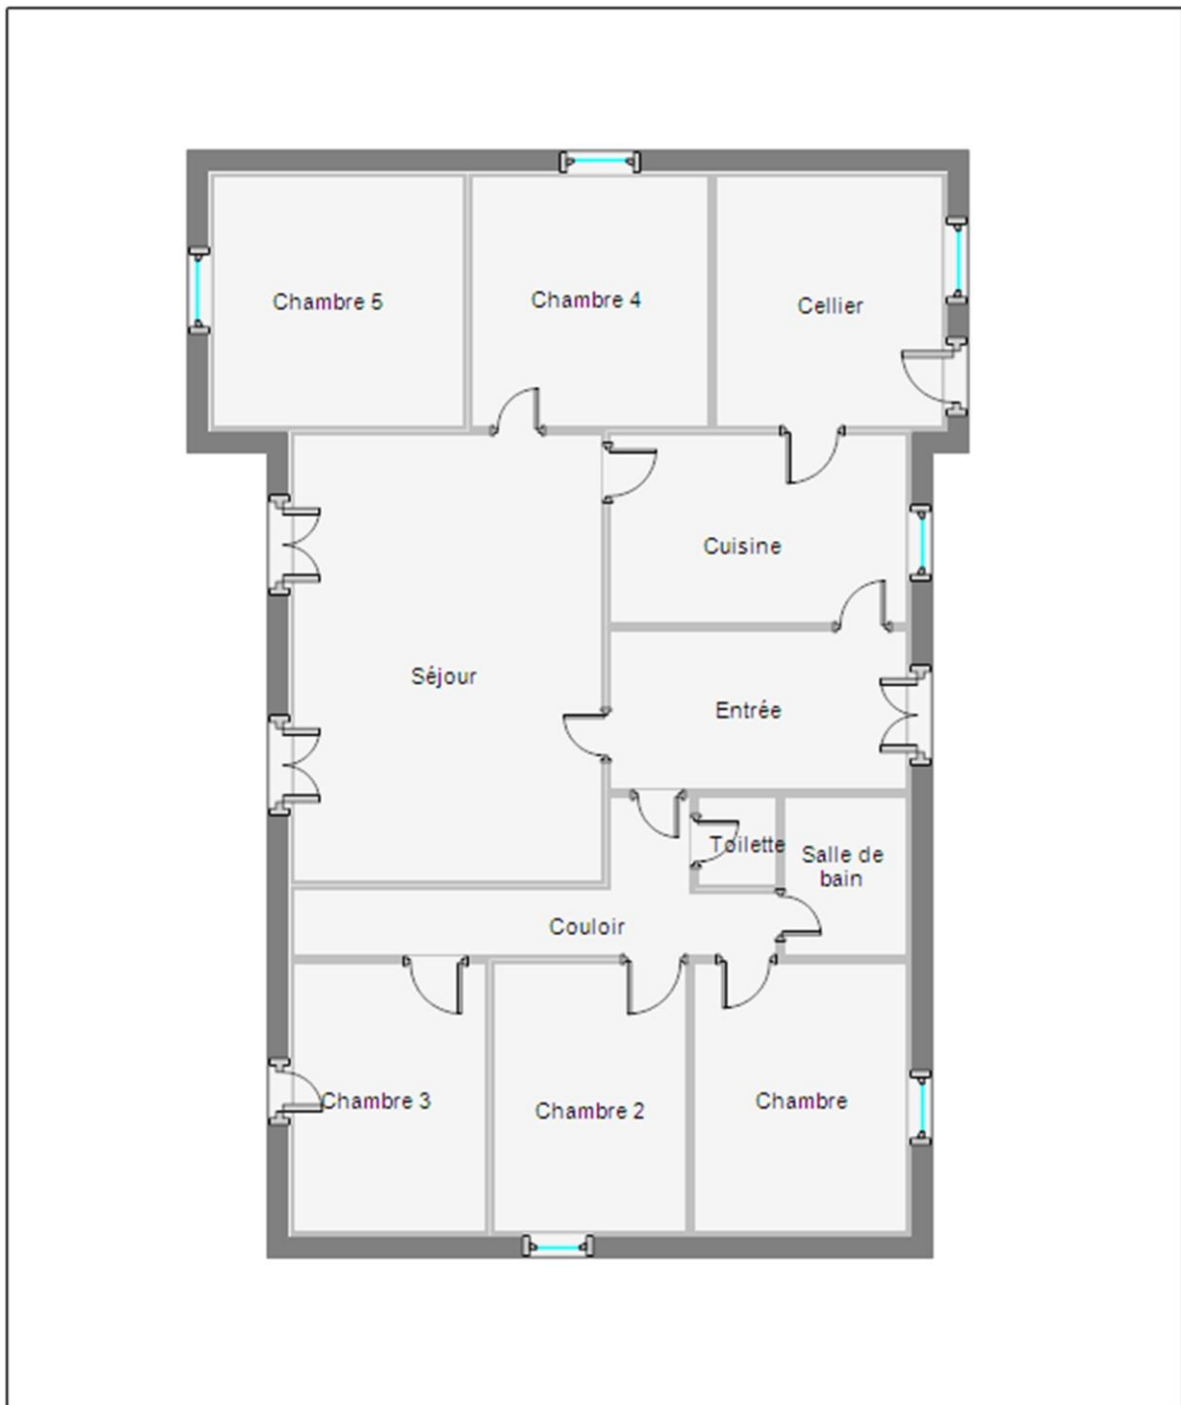 Chambre 5
Chambre 4
Cellier
Cuisine
Séjour
Entrée
Toilette
Salle de
bain
Couloir
Chambre 3
Chambre 2
Chambre